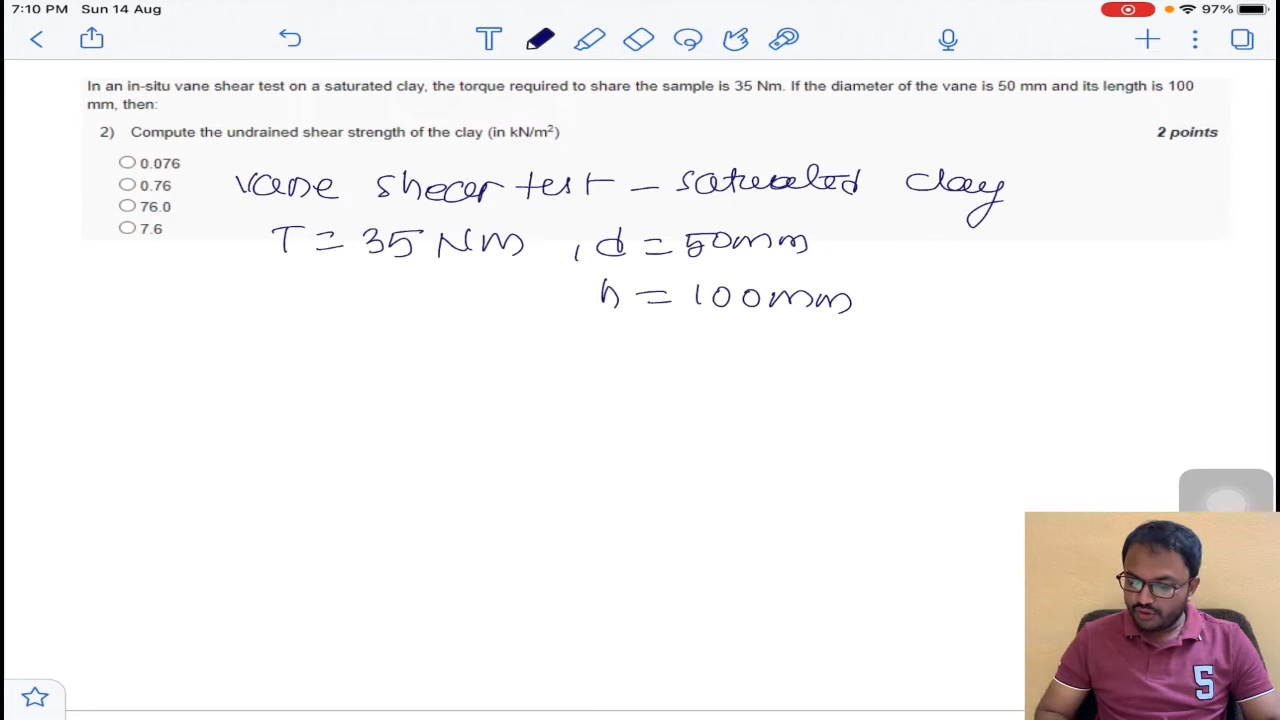 7:10 PM Sun 14 Aug 97%
T
In an in-situ vane shear test on a saturated clay, the torque required to share the sample is 35 Nm. If the diameter of the vane is 50 mm and its length is 100
mm, then:
2) Compute the undrained shear strength of the clay (in kN/m²) 2 points
0.076
0.76
76.0
7.6
vane shear test - saturated clay
T = 35 Nm , d = 50mm
h = 100mm
5